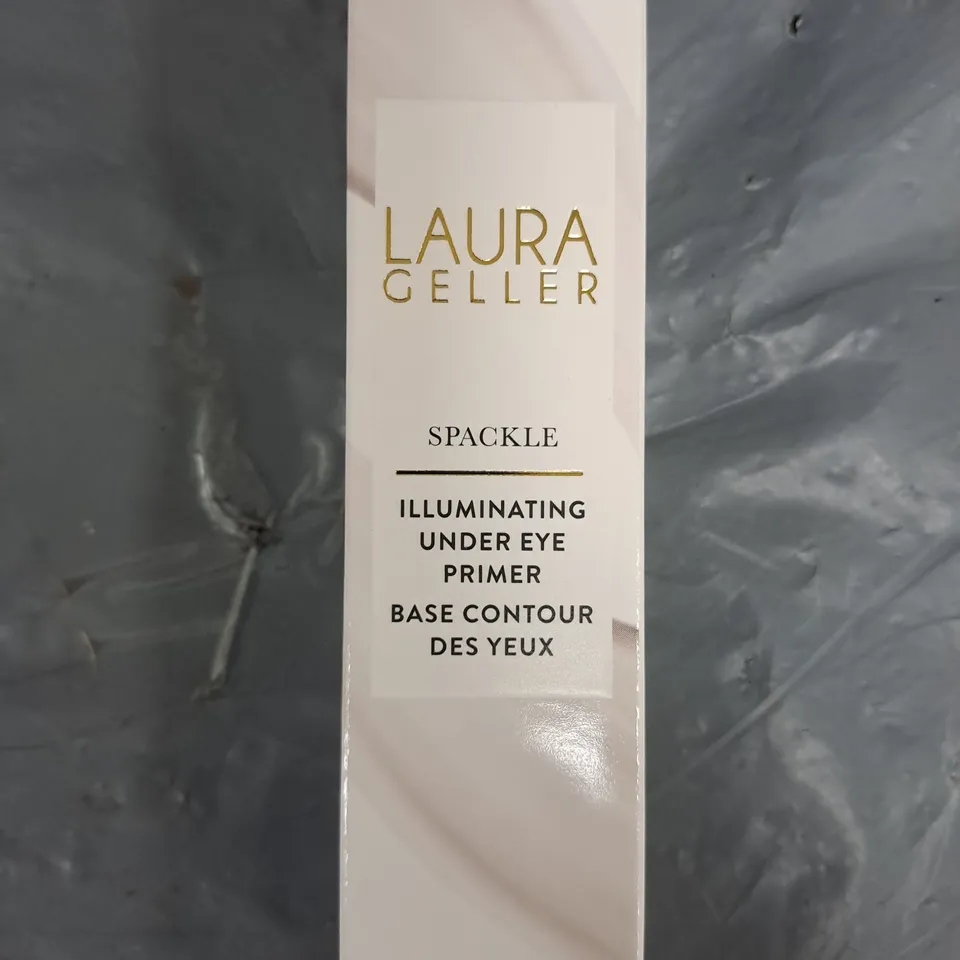 LAURA
GELLER
SPACKLE
ILLUMINATING
UNDER EYE
PRIMER
BASE CONTOUR
DES YEUX